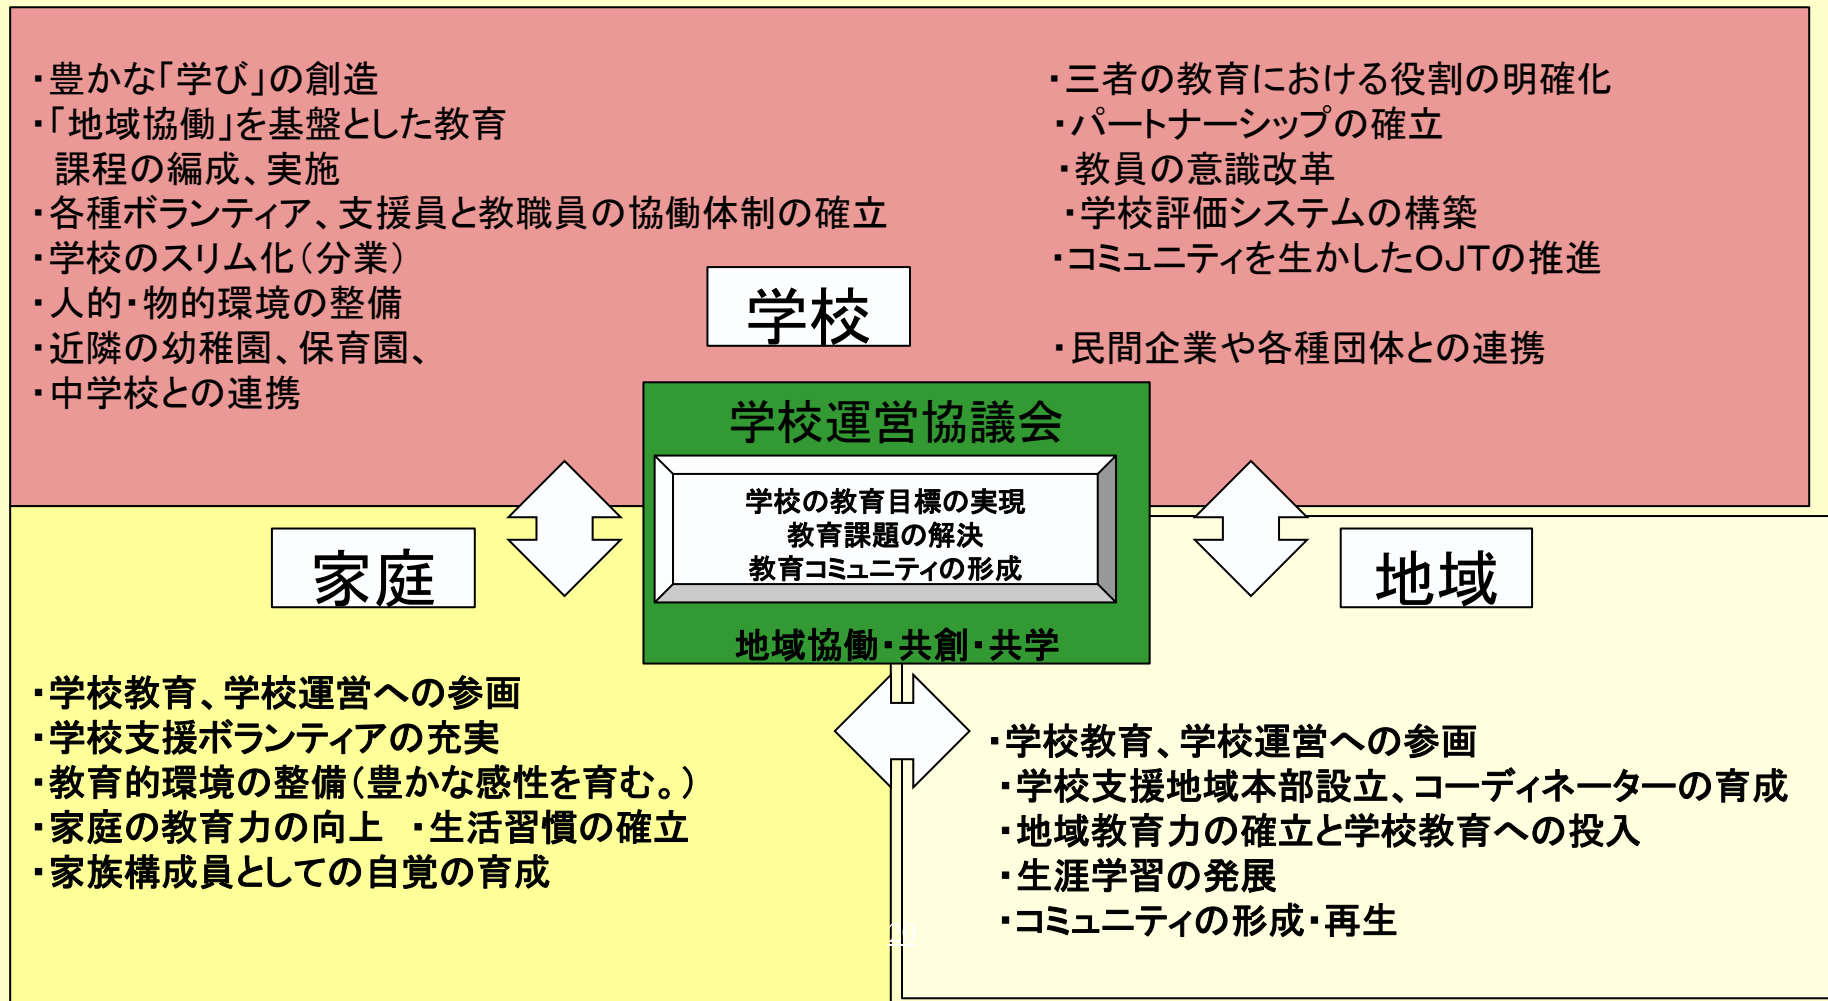 ・豊かな「学び」の創造
・「地域協働」を基盤とした教育
課程の編成、実施
・各種ボランティア、支援員と教職員の協働体制の確立
・学校のスリム化（分業）
・人的・物的環境の整備
・近隣の幼稚園、保育園、
・中学校との連携
・三者の教育における役割の明確化
・パートナーシップの確立
・教員の意識改革
・学校評価システムの構築
・コミュニティを生かしたOJTの推進
・民間企業や各種団体との連携
学校
学校運営協議会
学校の教育目標の実現
教育課題の解決
教育コミュニティの形成
地域協働・共創・共学
家庭
地域
・学校教育、学校運営への参画
・学校支援ボランティアの充実
・教育的環境の整備（豊かな感性を育む。）
・家庭の教育力の向上　・生活習慣の確立
・家族構成員としての自覚の育成
・学校教育、学校運営への参画
・学校支援地域本部設立、コーディネーターの育成
・地域教育力の確立と学校教育への投入
・生涯学習の発展
・コミュニティの形成・再生